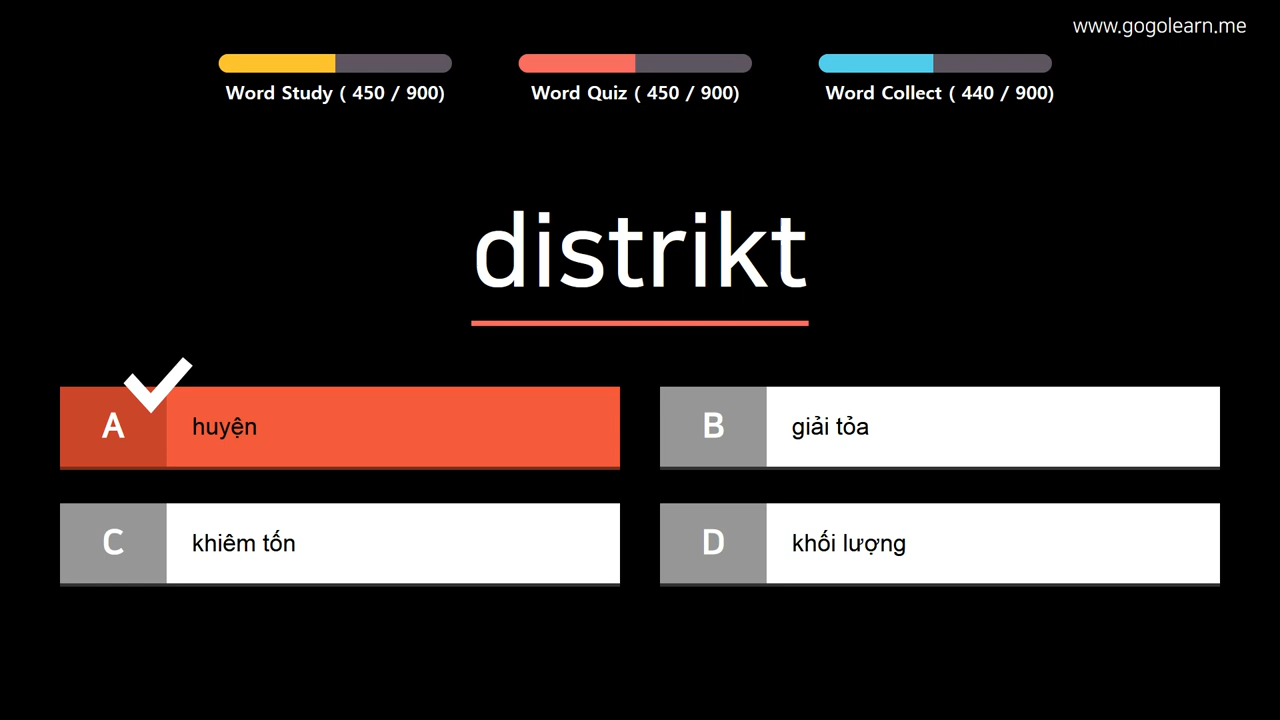 www.gogolearn.me
Word Study ( 450 / 900)
Word Quiz ( 450 / 900)
Word Collect ( 440 / 900)
distrikt
A huyện
B giải tỏa
C khiêm tốn
D khối lượng